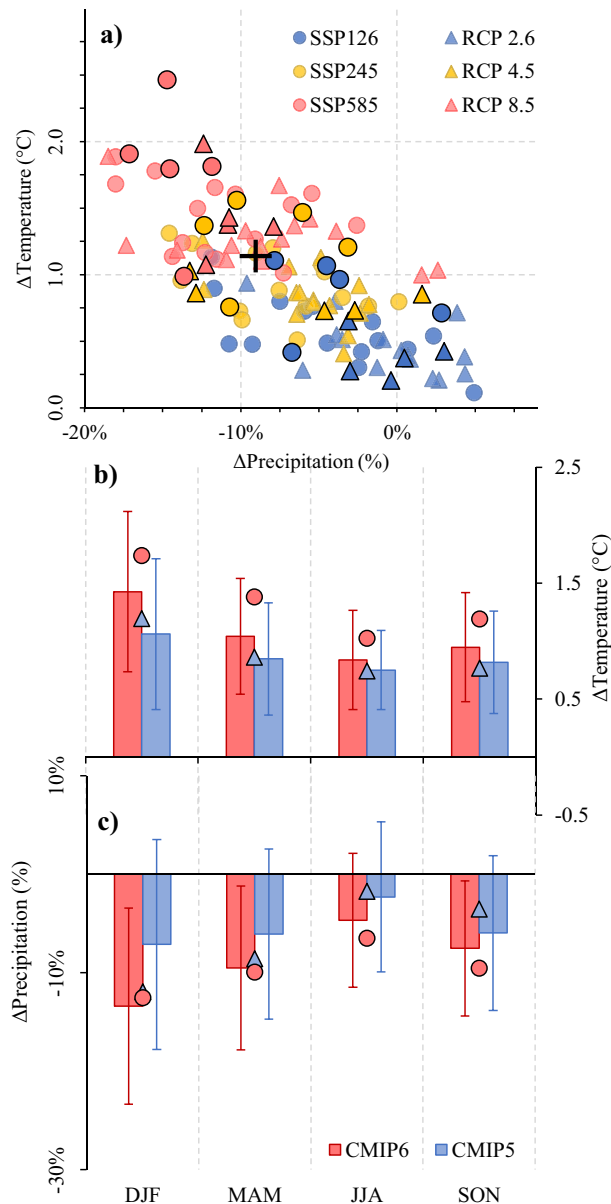 a)
SSP126 RCP 2.6
SSP245 RCP 4.5
SSP585 RCP 8.5
ΔTemperature (°C)
2.0
1.0
0.0
-20% -10% 0%
ΔPrecipitation (%)
b)
2.5
1.5
0.5
-0.5
ΔTemperature (°C)
c)
10%
-10%
-30%
ΔPrecipitation (%)
CMIP6 CMIP5
DJF MAM JJA SON